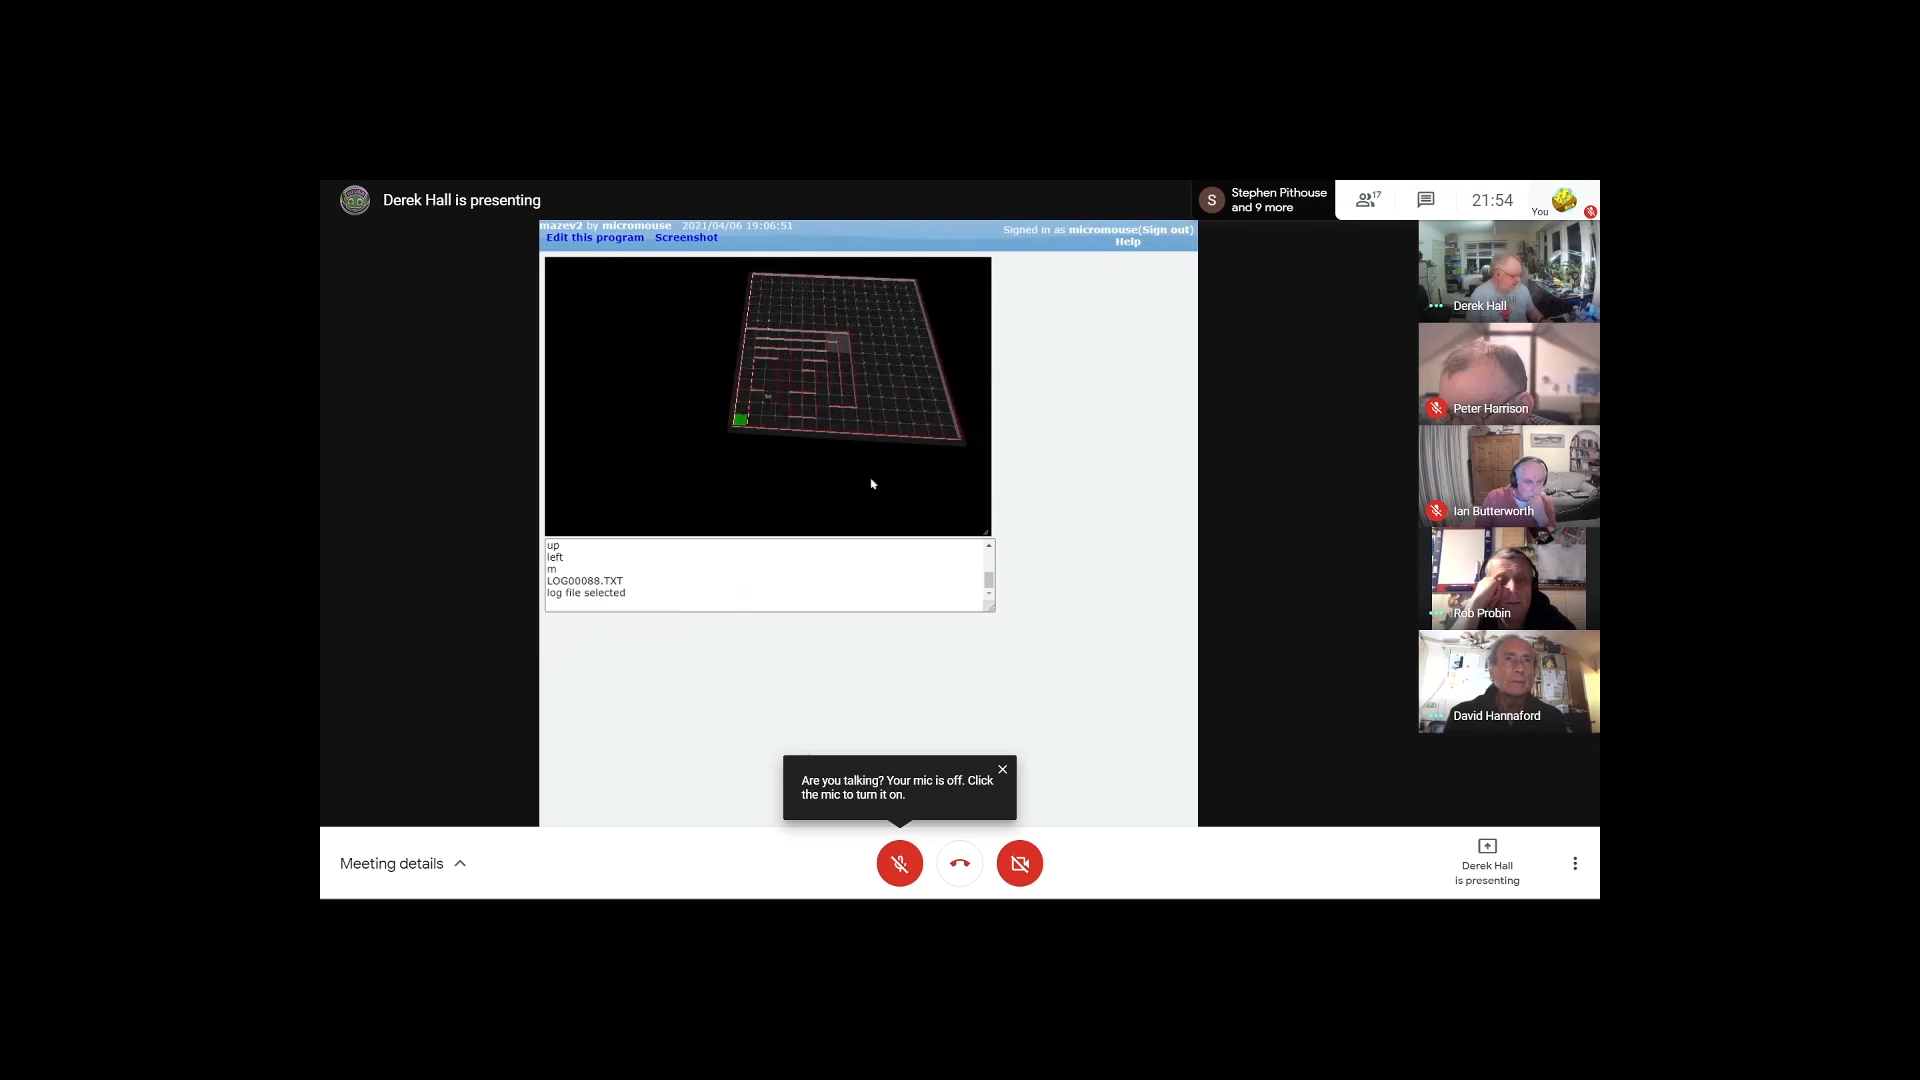 Derek Hall is presenting
S
Stephen Pithouse
and 9 more
17
21:54
You
mazev2 by micromouse 2021/04/06 19:06:51
Edit this program Screenshot
Signed in as micromouse(Sign out)
Help
up
left
m
LOG00088.TXT
log file selected
Derek Hall
Peter Harrison
Ian Butterworth
Rob Probin
David Hannaford
Are you talking? Your mic is off. Click
the mic to turn it on.
Meeting details
Derek Hall
is presenting